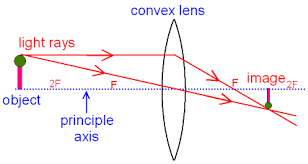 convex lens
light rays
2F
F
F
image
2F
object
principle
axis